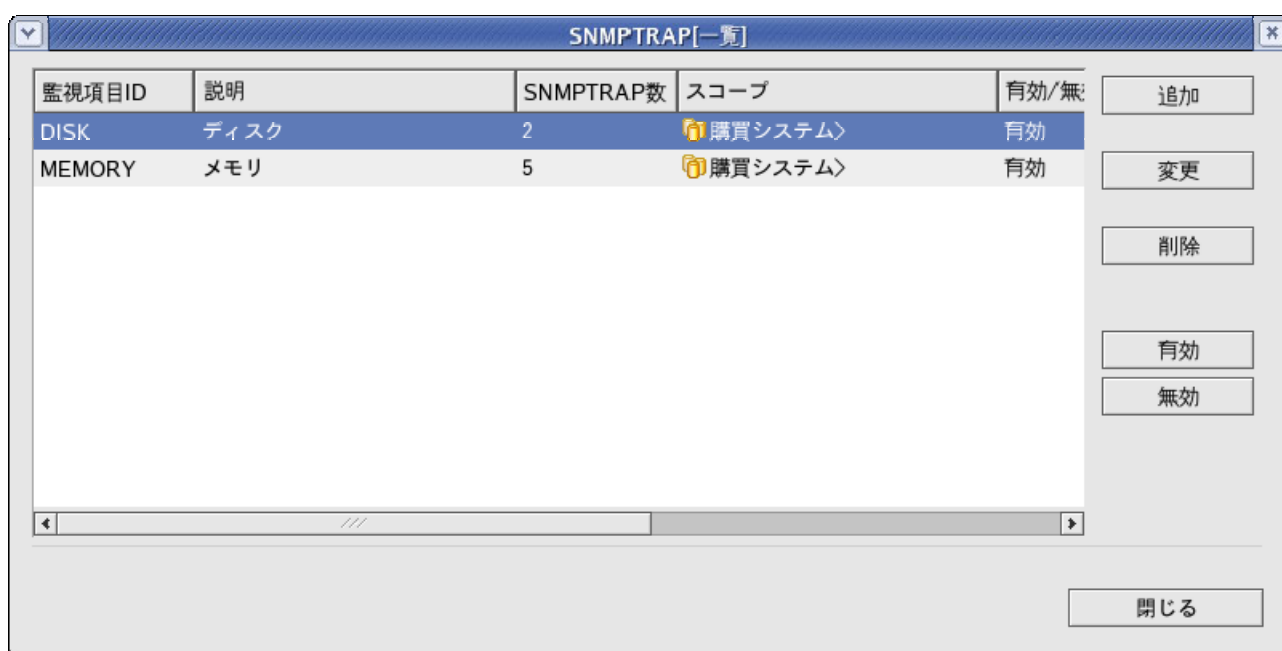 SNMPTRAP[一覧]
監視項目ID 説明 SNMPTRAP数 スコープ 有効/無
DISK ディスク 2 購買システム〉 有効
MEMORY メモリ 5 購買システム〉 有効
追加
変更
削除
有効
無効
閉じる